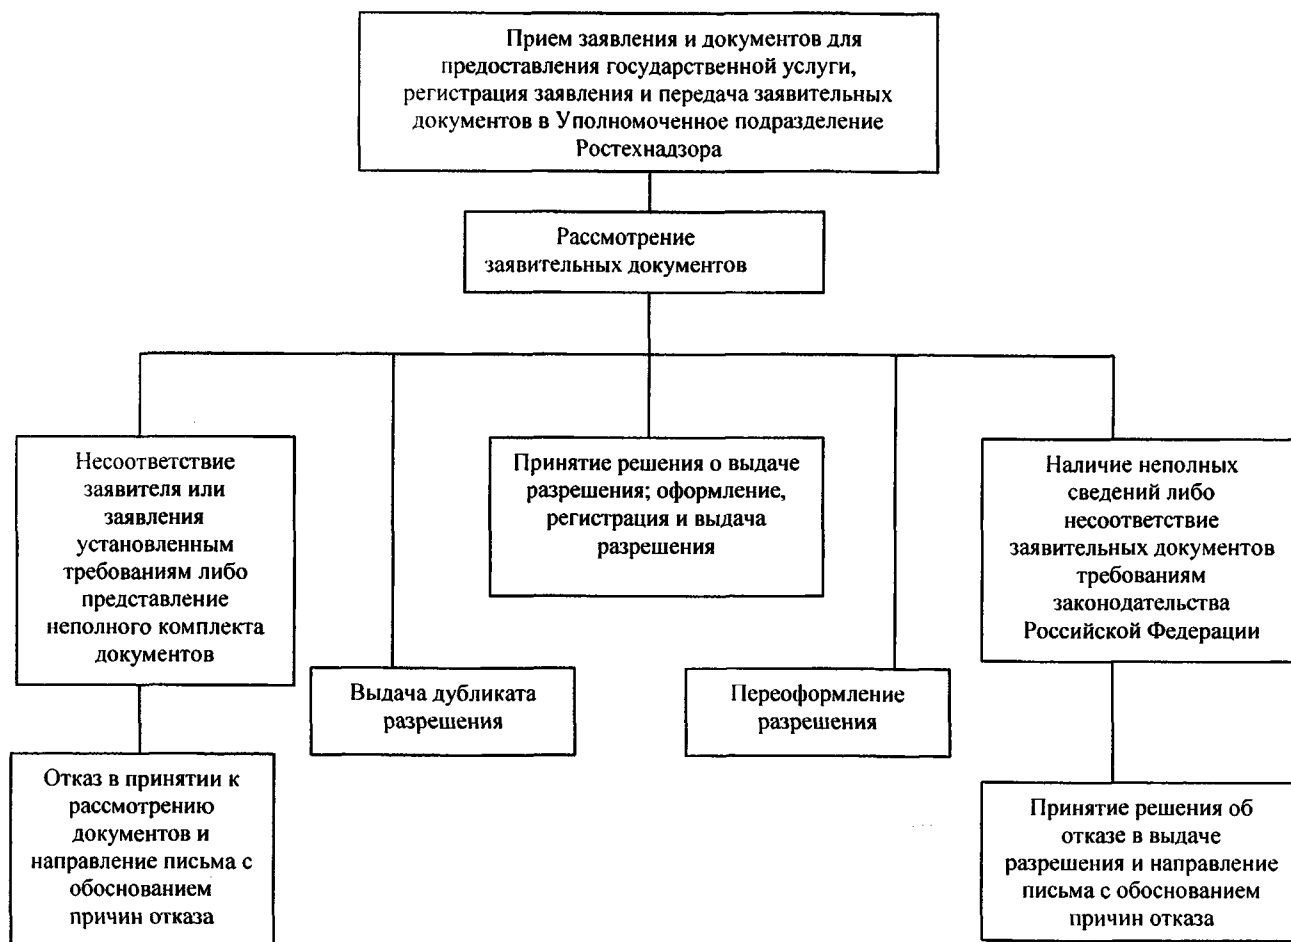 Прием заявления и документов для
предоставления государственной услуги,
регистрация заявления и передача заявительных
документов в Уполномоченное подразделение
Ростехнадзора
Рассмотрение
заявительных документов
Несоответствие
заявителя или
заявления
установленным
требованиям либо
представление
неполного комплекта
документов
Принятие решения о выдаче
разрешения; оформление,
регистрация и выдача
разрешения
Наличие неполных
сведений либо
несоответствие
заявительных документов
требованиям
законодательства
Российской Федерации
Выдача дубликата
разрешения
Переоформление
разрешения
Отказ в принятии к
рассмотрению
документов и
направление письма с
обоснованием
причин отказа
Принятие решения об
отказе в выдаче
разрешения и направление
письма с обоснованием
причин отказа